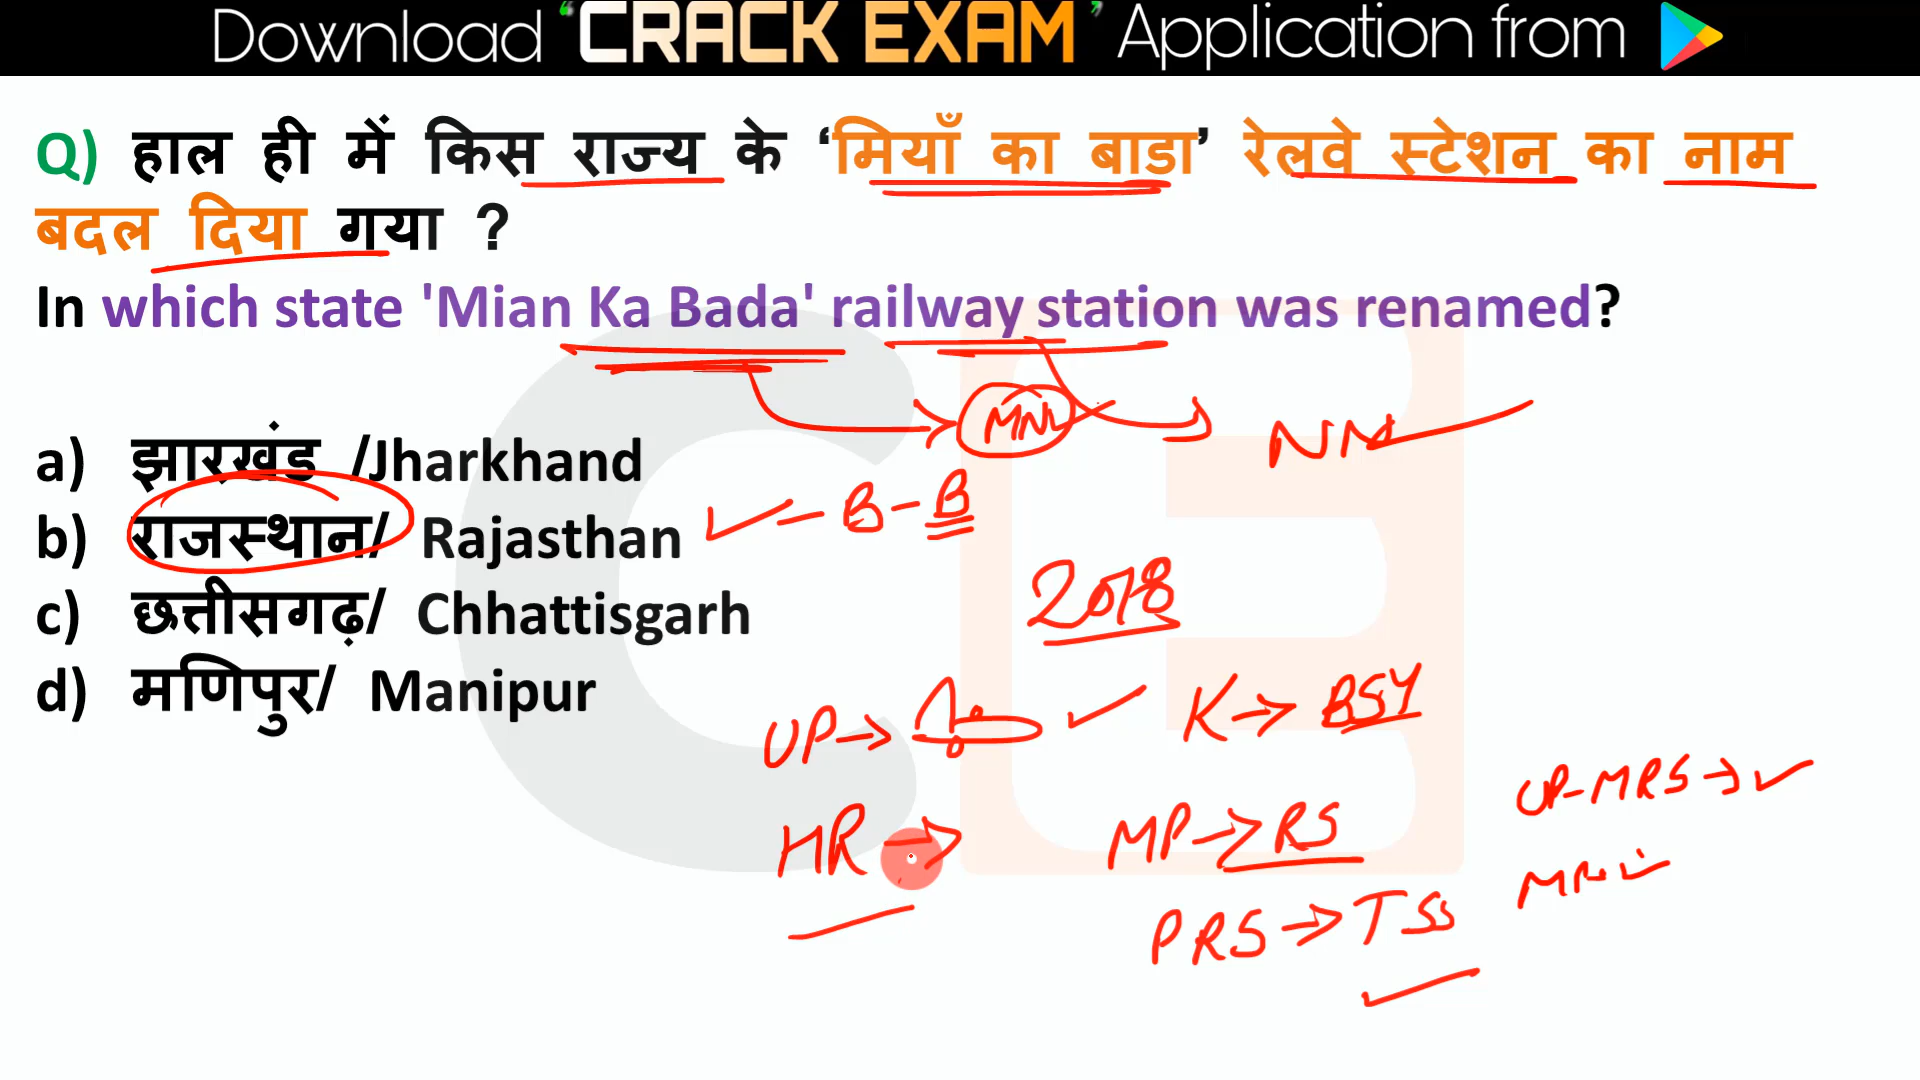 Download ‘CRACK EXAM’ Application from
Q) हाल ही में किस राज्य के ‘मियाँ का बाडा’ रेलवे स्टेशन का नाम
बदल दिया गया ?
In which state 'Mian Ka Bada' railway station was renamed?
MNL NN
a) झारखंड /Jharkhand
b) राजस्थान/ Rajasthan - B - B
c) छत्तीसगढ़/ Chhattisgarh 2018
d) मणिपुर/ Manipur
UP → K → BSY
UP-MRS →
HR → MP → RS
PRS → TSS